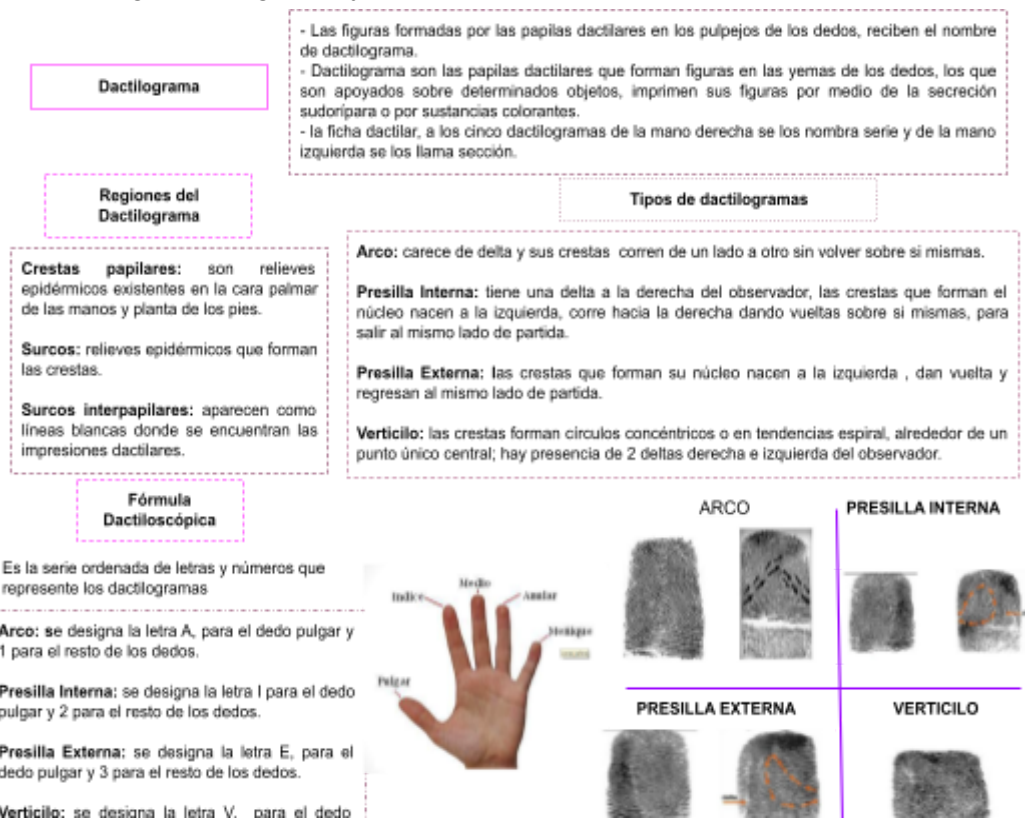 Dactilograma
- Las figuras formadas por las papilas dactilares en los pulpejos de los dedos, reciben el nombre
de dactilograma.
- Dactilograma son las papilas dactilares que forman figuras en las yemas de los dedos, los que
son apoyados sobre determinados objetos, imprimen sus figuras por medio de la secreción
sudorípara o por sustancias colorantes.
- la ficha dactilar, a los cinco dactilogramas de la mano derecha se los nombra serie y de la mano
izquierda se los llama sección.
Regiones del
Dactilograma
Crestas papilares: son relieves
epidérmicos existentes en la cara palmar
de las manos y planta de los pies.
Surcos: relieves epidérmicos que forman
las crestas.
Surcos interpapilares: aparecen como
líneas blancas donde se encuentran las
impresiones dactilares.
Tipos de dactilogramas
Arco: carece de delta y sus crestas corren de un lado a otro sin volver sobre si mismas.
Presilla Interna: tiene una delta a la derecha del observador, las crestas que forman el
núcleo nacen a la izquierda, corre hacia la derecha dando vueltas sobre si mismas, para
salir al mismo lado de partida.
Presilla Externa: las crestas que forman su núcleo nacen a la izquierda , dan vuelta y
regresan al mismo lado de partida.
Verticilo: las crestas forman círculos concéntricos o en tendencias espiral, alrededor de un
punto único central; hay presencia de 2 deltas derecha e izquierda del observador.
Fórmula
Dactiloscópica
Es la serie ordenada de letras y números que
represente los dactilogramas
Arco: se designa la letra A, para el dedo pulgar y
1 para el resto de los dedos.
Presilla Interna: se designa la letra I para el dedo
pulgar y 2 para el resto de los dedos.
Presilla Externa: se designa la letra E, para el
dedo pulgar y 3 para el resto de los dedos.
Verticilo: se designa la letra V, para el dedo
Medio
Indice
Anular
Meñique
Pulgar
ARCO
PRESILLA INTERNA
PRESILLA EXTERNA
VERTICILO